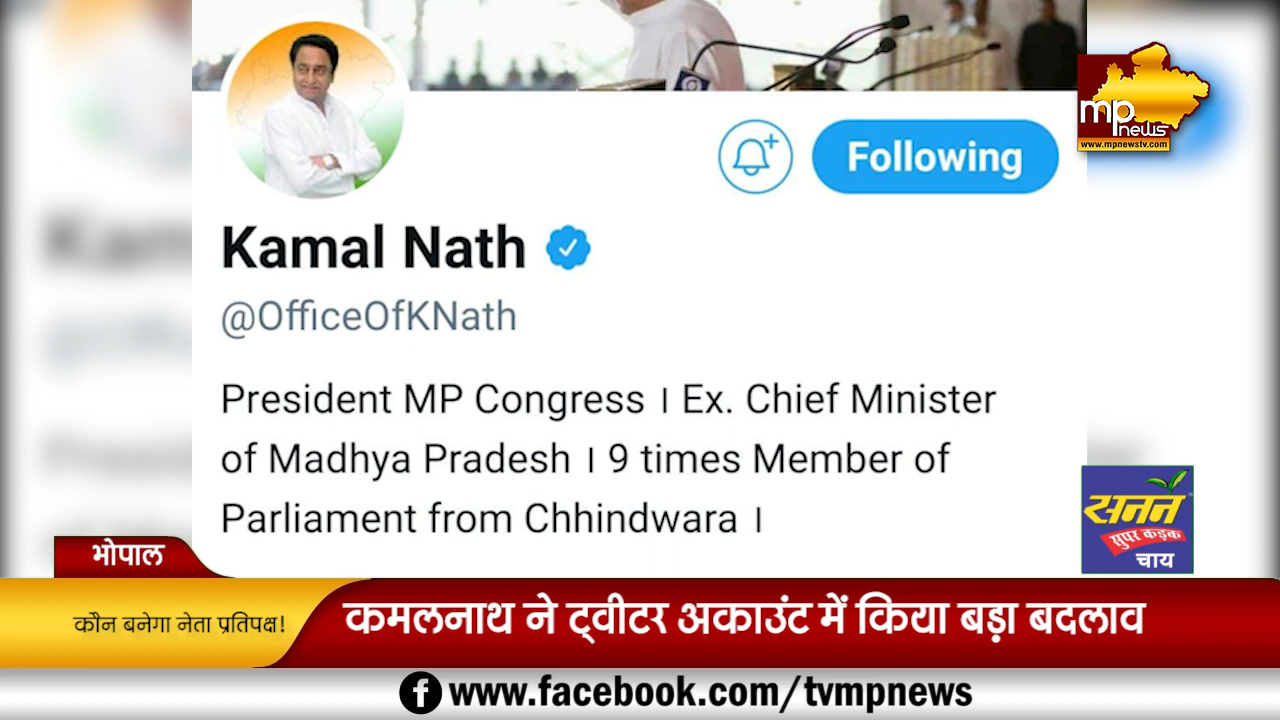 mp
news
www.mpnewstv.com
Following
Kamal Nath
@OfficeOfKNath
President MP Congress । Ex. Chief Minister
of Madhya Pradesh । 9 times Member of
Parliament from Chhindwara ।
सनन
सुपर कड़क
चाय
भोपाल
कौन बनेगा नेता प्रतिपक्ष!
कमलनाथ ने ट्वीटर अकाउंट में किया बड़ा बदलाव
www.facebook.com/tvmpnews